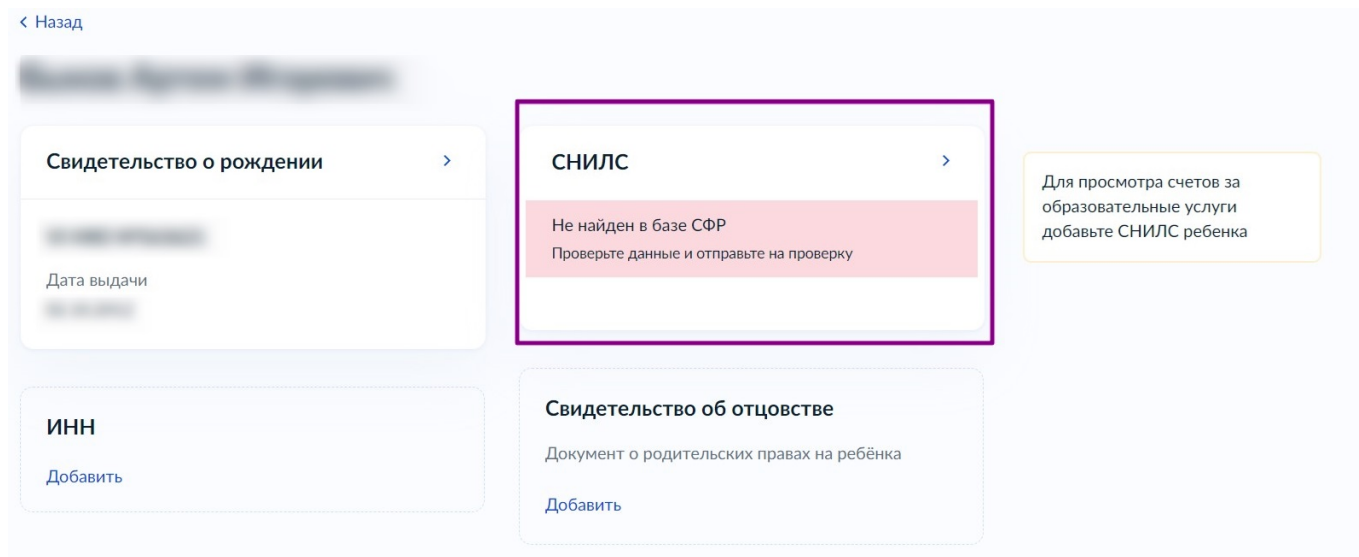 Назад
Свидетельство о рождении
Дата выдачи
СНИЛС
Не найден в базе СФР
Проверьте данные и отправьте на проверку
Для просмотра счетов за
образовательные услуги
добавьте СНИЛС ребенка
ИНН
Добавить
Свидетельство об отцовстве
Документ о родительских правах на ребёнка
Добавить